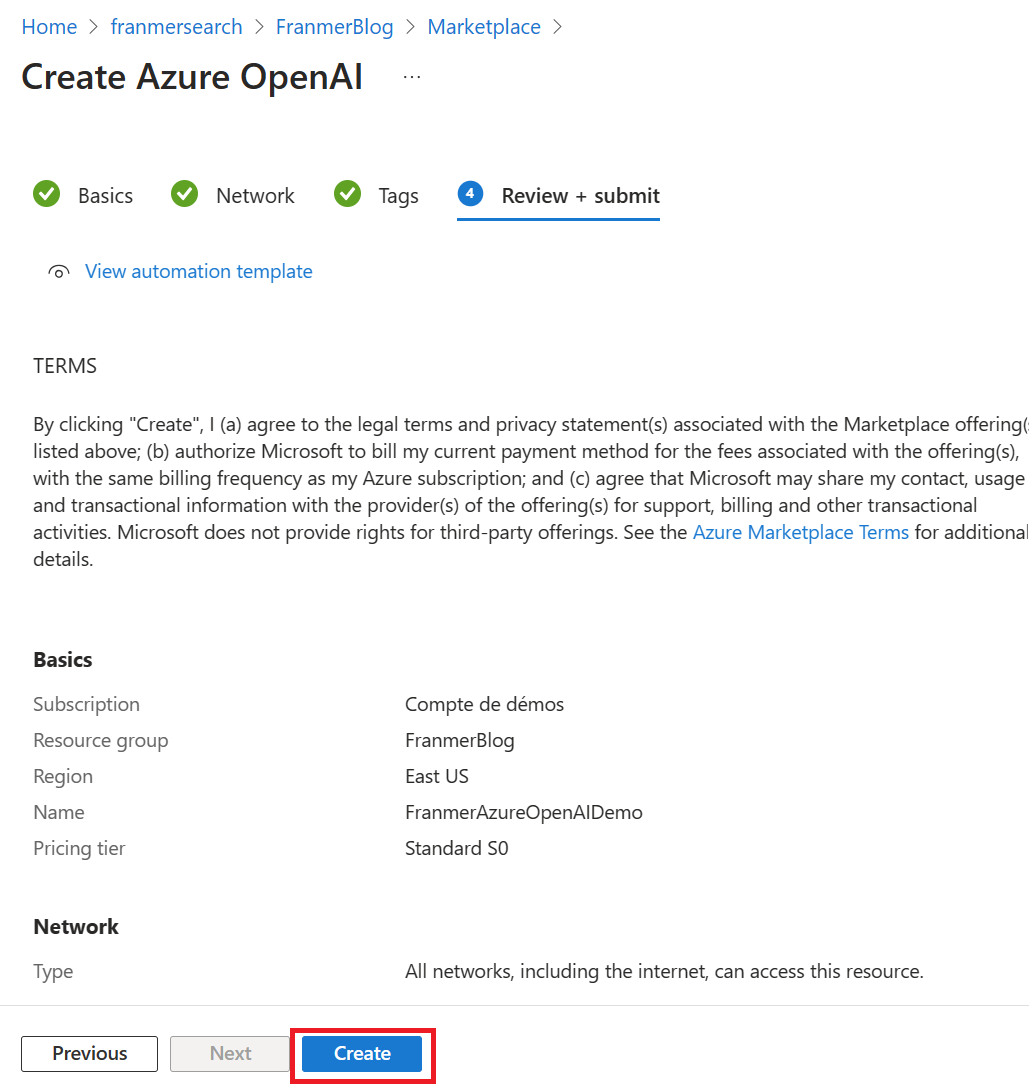 Home > franmersearch > FranmerBlog > Marketplace >
Create Azure OpenAI ...
Basics Network Tags 4 Review + submit
View automation template
TERMS
By clicking "Create", I (a) agree to the legal terms and privacy statement(s) associated with the Marketplace offering(s
listed above; (b) authorize Microsoft to bill my current payment method for the fees associated with the offering(s),
with the same billing frequency as my Azure subscription; and (c) agree that Microsoft may share my contact, usage
and transactional information with the provider(s) of the offering(s) for support, billing and other transactional
activities. Microsoft does not provide rights for third-party offerings. See the Azure Marketplace Terms for additional
details.
Basics
Subscription Compte de démos
Resource group FranmerBlog
Region East US
Name FranmerAzureOpenAIDemo
Pricing tier Standard S0
Network
Type All networks, including the internet, can access this resource.
Previous Next Create